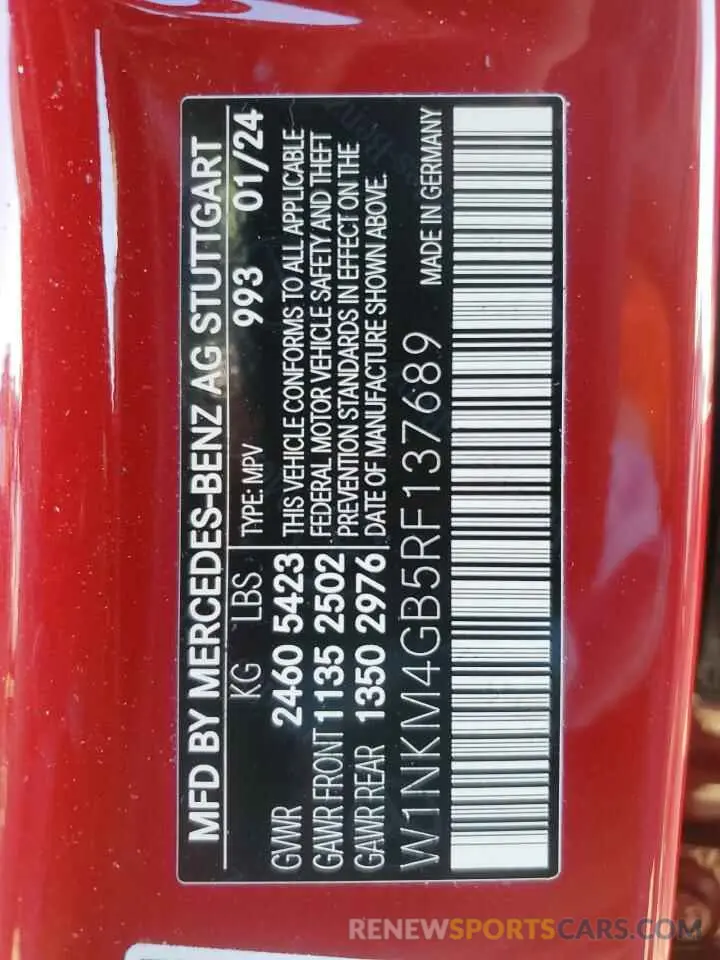 MFD BY MERCEDES-BENZ AG STUTTGART
KG LBS TYPE: MPV 993 01/24
GVWR 2460 5423
GAWR FRONT 1135 2502
GAWR REAR 1350 2976
THIS VEHICLE CONFORMS TO ALL APPLICABLE
FEDERAL MOTOR VEHICLE SAFETY AND THEFT
PREVENTION STANDARDS IN EFFECT ON THE
DATE OF MANUFACTURE SHOWN ABOVE.
W1NKM4GB5RF137689 MADE IN GERMANY
RENEWSPORTSCARS.COM